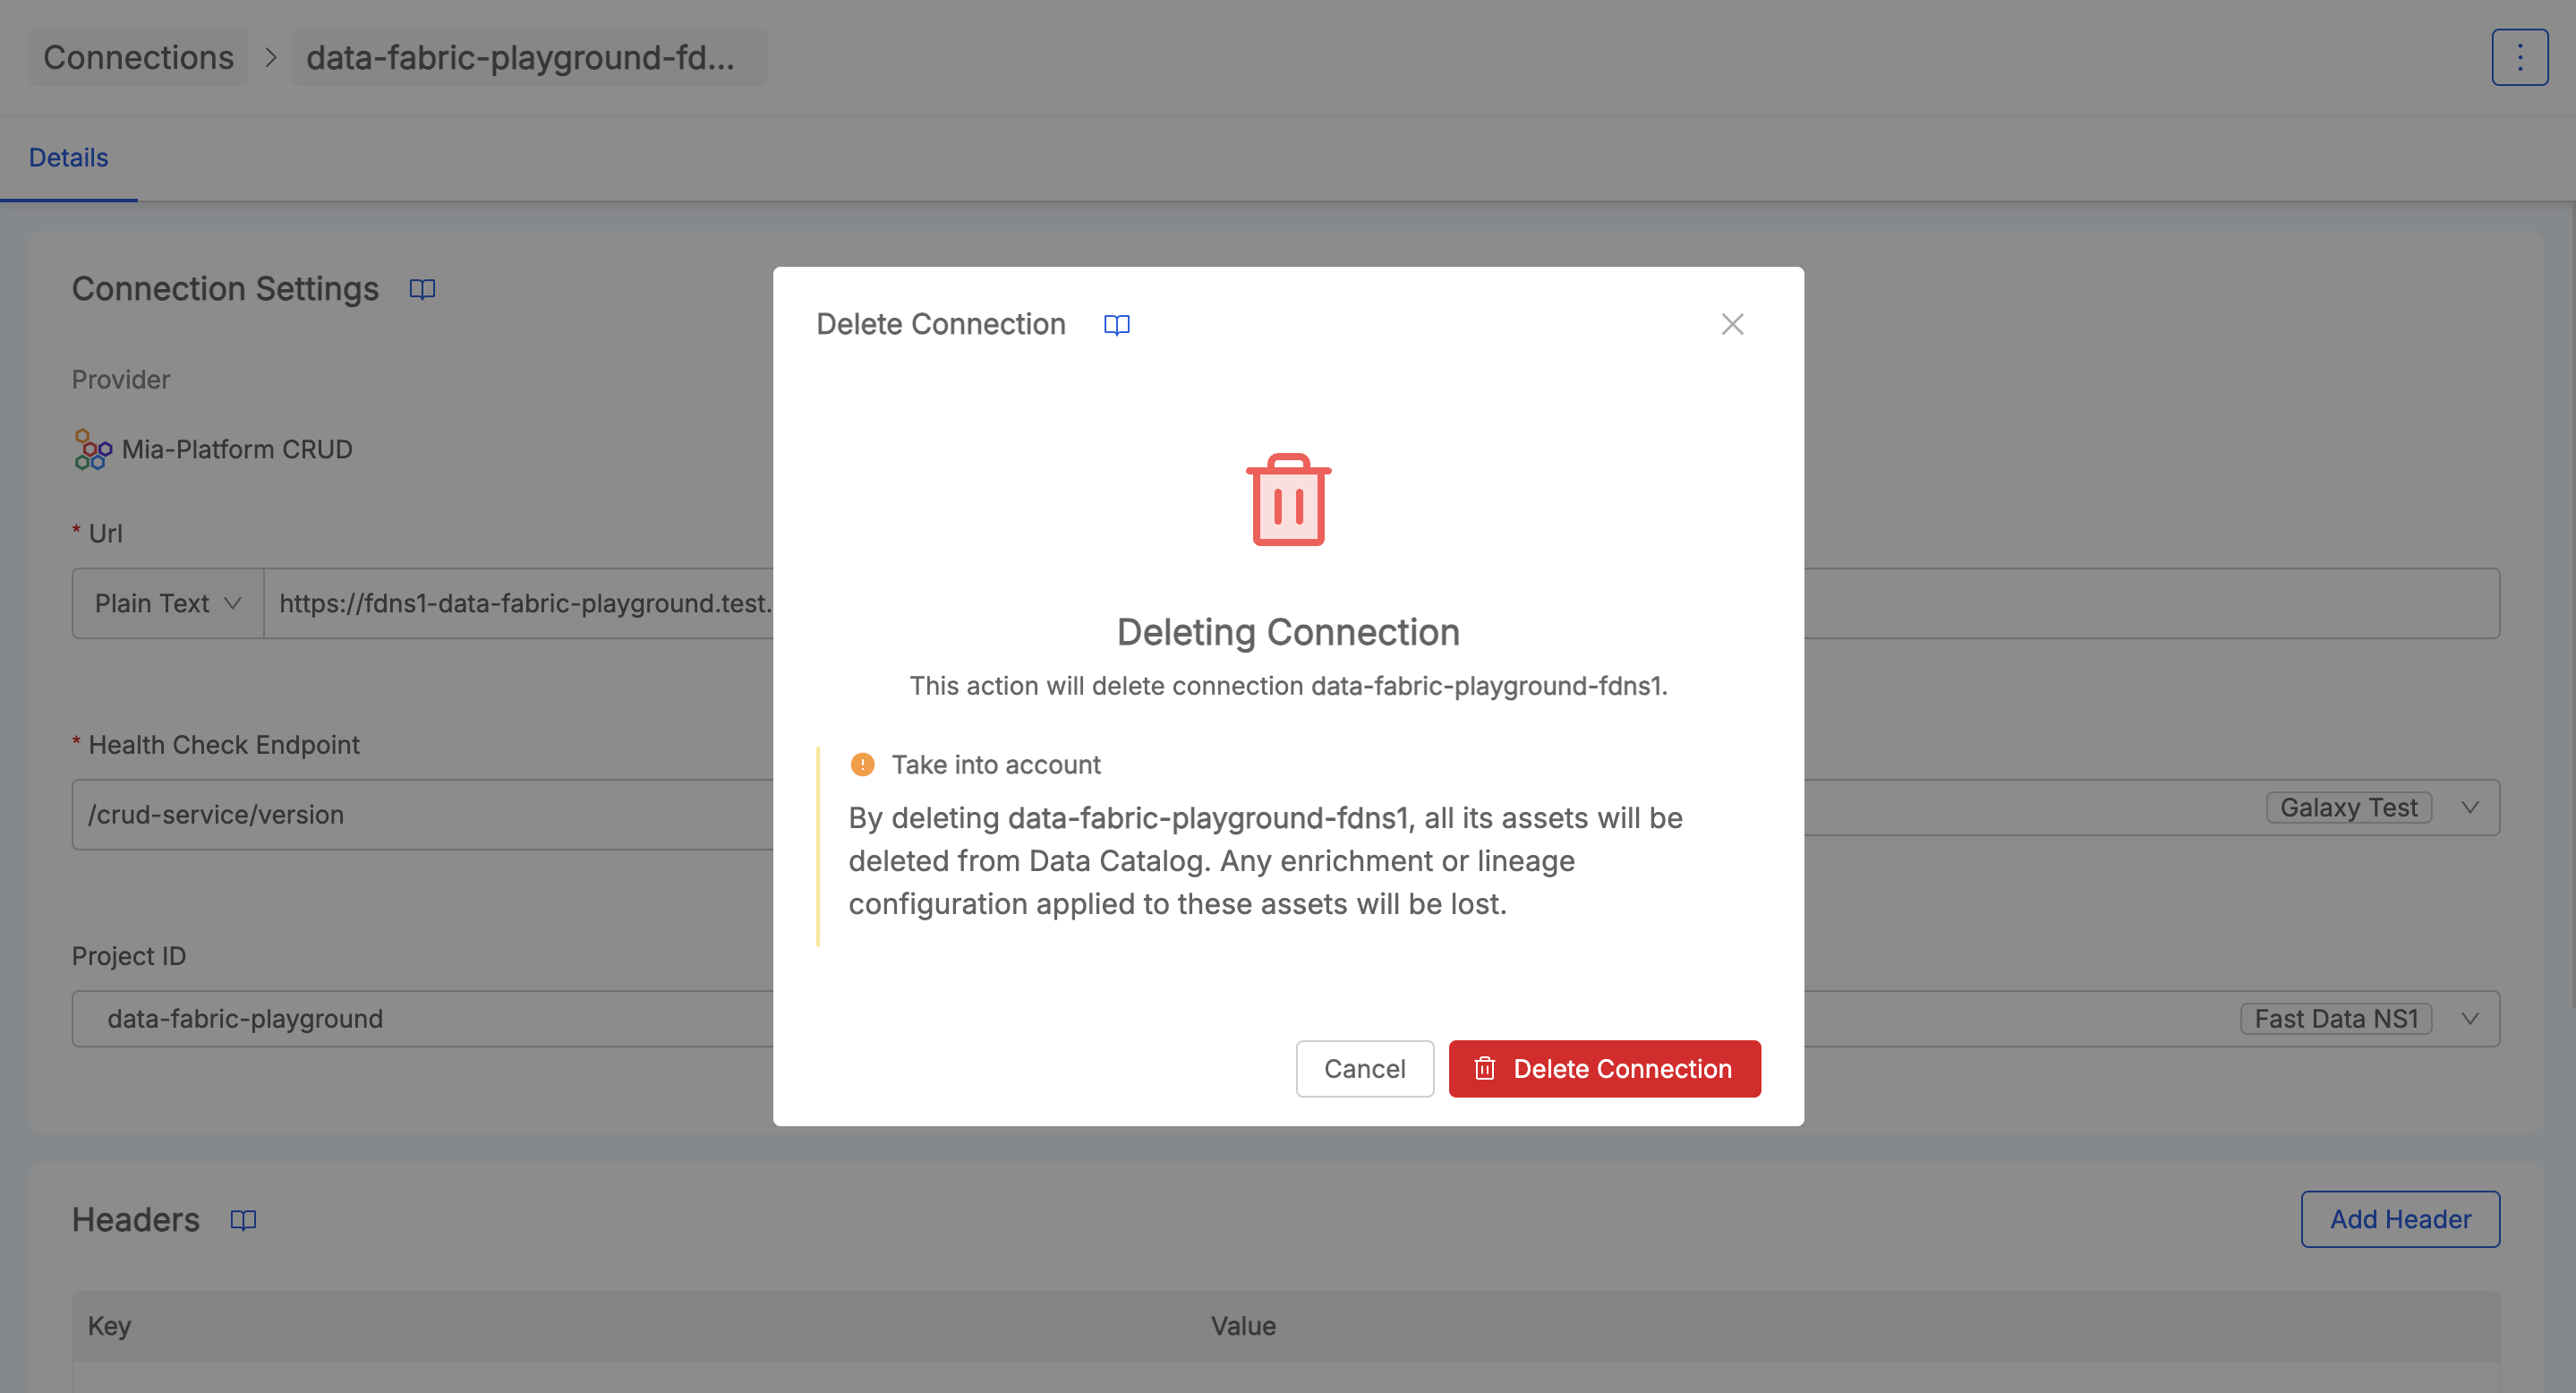 Connections > data-fabric-playground-fd...
Details
Connection Settings
Provider
Mia-Platform CRUD
* Url
Plain Text https://fdns1-data-fabric-playground.test.
* Health Check Endpoint
/crud-service/version Galaxy Test
Project ID
data-fabric-playground Fast Data NS1
Headers Add Header
Key Value
Delete Connection
Deleting Connection
This action will delete connection data-fabric-playground-fdns1.
Take into account
By deleting data-fabric-playground-fdns1, all its assets will be
deleted from Data Catalog. Any enrichment or lineage
configuration applied to these assets will be lost.
Cancel Delete Connection